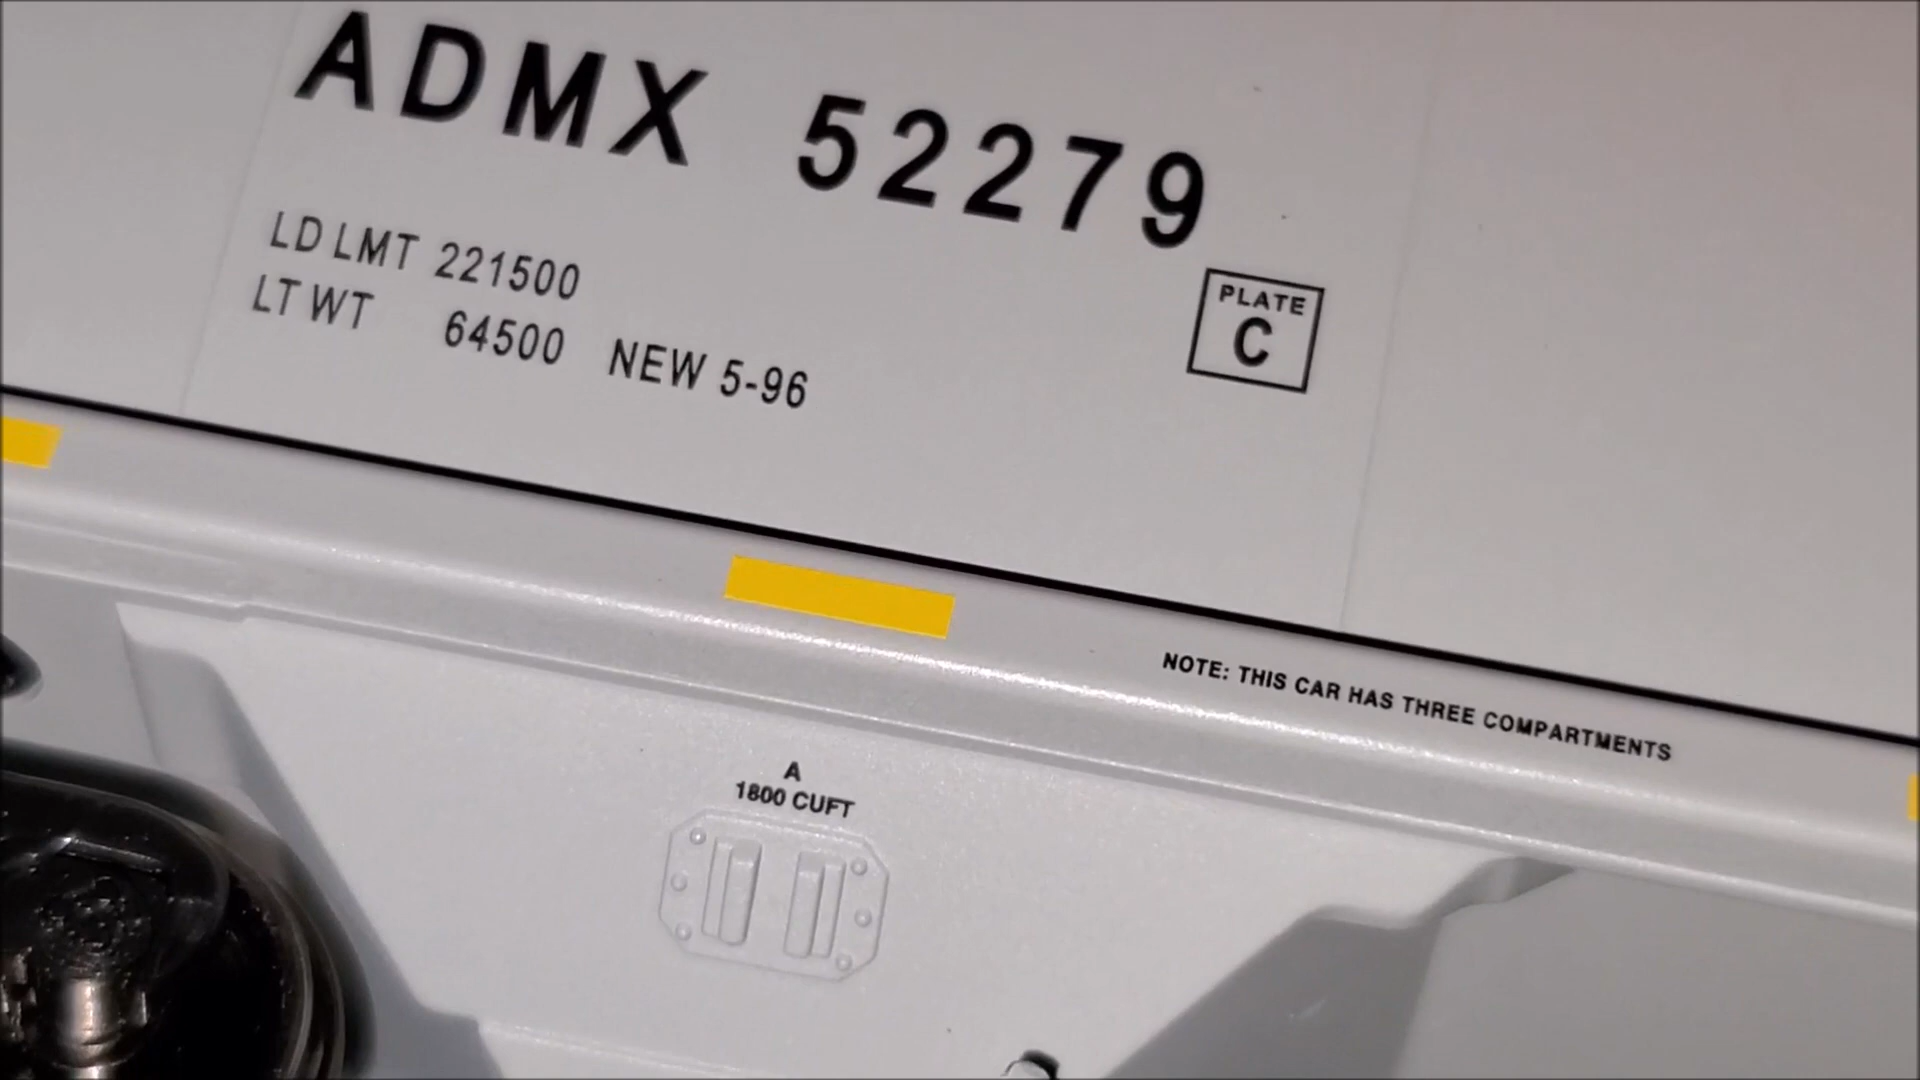 ADMX 52279
LD LMT 221500
LT WT 64500 NEW 5-96
PLATE
C
NOTE: THIS CAR HAS THREE COMPARTMENTS
A
1800 CUFT